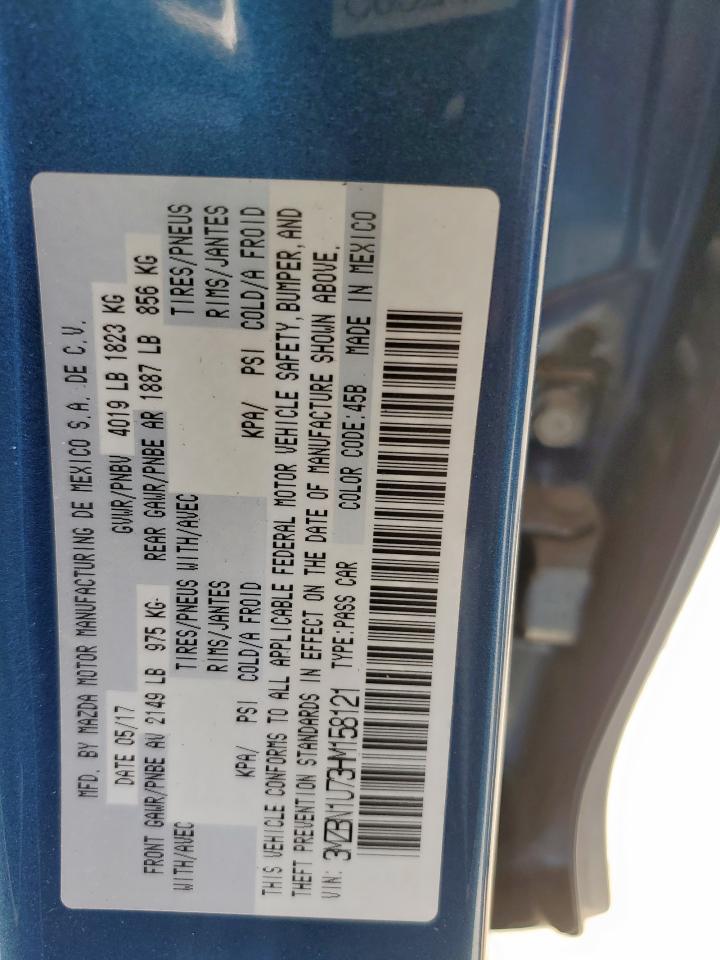 MFD. BY MAZDA MOTOR MANUFACTURING DE MEXICO S.A. DE C.V.
DATE 05/17 GVWR/PNBV 4019 LB 1823 KG
FRONT GAWR/PNBE AV 2149 LB 975 KG REAR GAWR/PNBE AR 1887 LB 856 KG
WITH/AVEC TIRES/PNEUS WITH/AVEC TIRES/PNEUS
RIMS/JANTES RIMS/JANTES
KPA/ PSI COLD/A FROID KPA/ PSI COLD/A FROID
THIS VEHICLE CONFORMS TO ALL APPLICABLE FEDERAL MOTOR VEHICLE SAFETY, BUMPER, AND
THEFT PREVENTION STANDARDS IN EFFECT ON THE DATE OF MANUFACTURE SHOWN ABOVE.
VIN: 3MZBN1U73HM158121 TYPE:PASS CAR COLOR CODE:45B MADE IN MEXICO